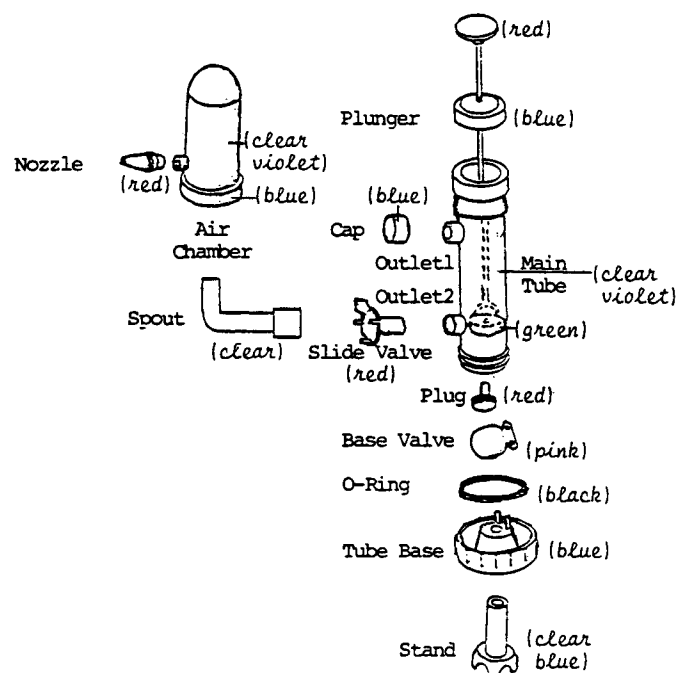 (red)
Plunger
(blue)
(clear
violet)
Nozzle
(red)
(blue)
(blue)
Air
Chamber
Cap
Outlet1
Main
Tube
(clear
violet)
Outlet2
Spout
(clear)
(green)
Slide Valve
(red)
Plug
(red)
Base Valve
(pink)
O-Ring
(black)
Tube Base
(blue)
Stand
(clear
blue)